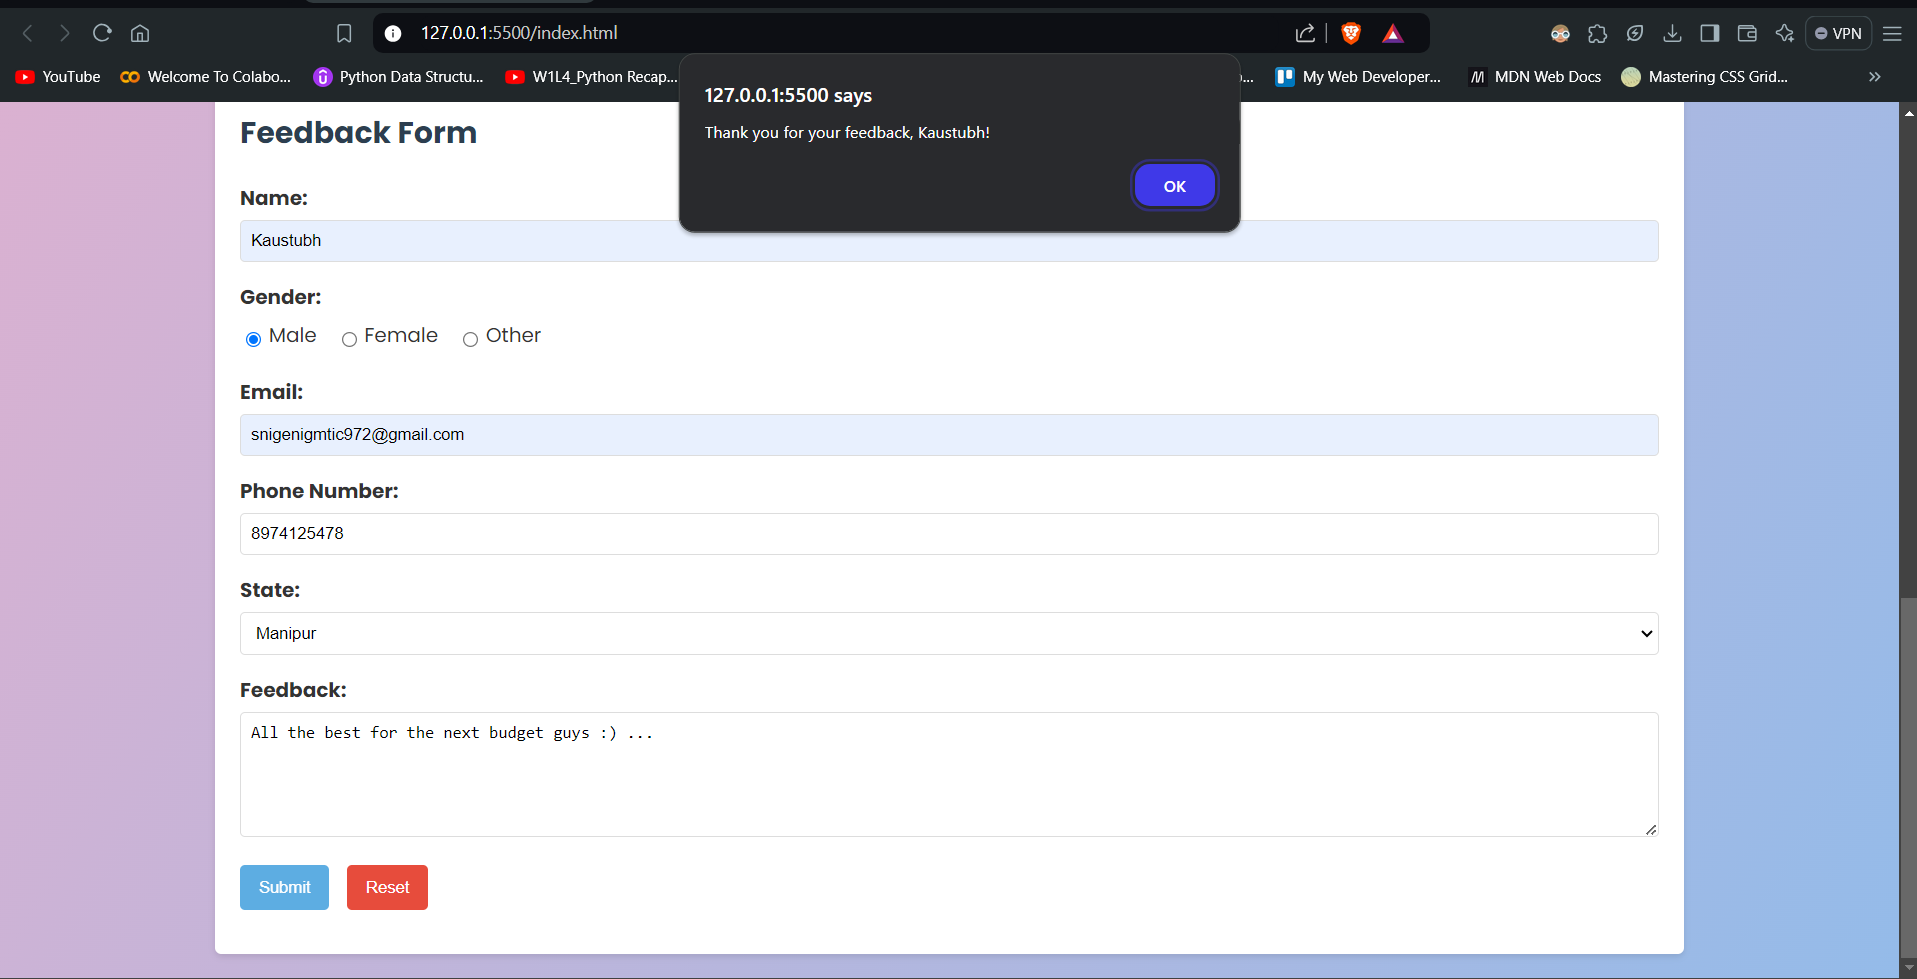 127.0.0.1:5500/index.html
VPN
YouTube
Welcome To Colabo...
Python Data Structu...
W1L4_Python Recap...
My Web Developer...
MDN Web Docs
Mastering CSS Grid...
127.0.0.1:5500 says
Thank you for your feedback, Kaustubh!
OK
Feedback Form
Name:
Kaustubh
Gender:
Male Female Other
Email:
snigenigmtic972@gmail.com
Phone Number:
8974125478
State:
Manipur
Feedback:
All the best for the next budget guys :) ...
Submit Reset